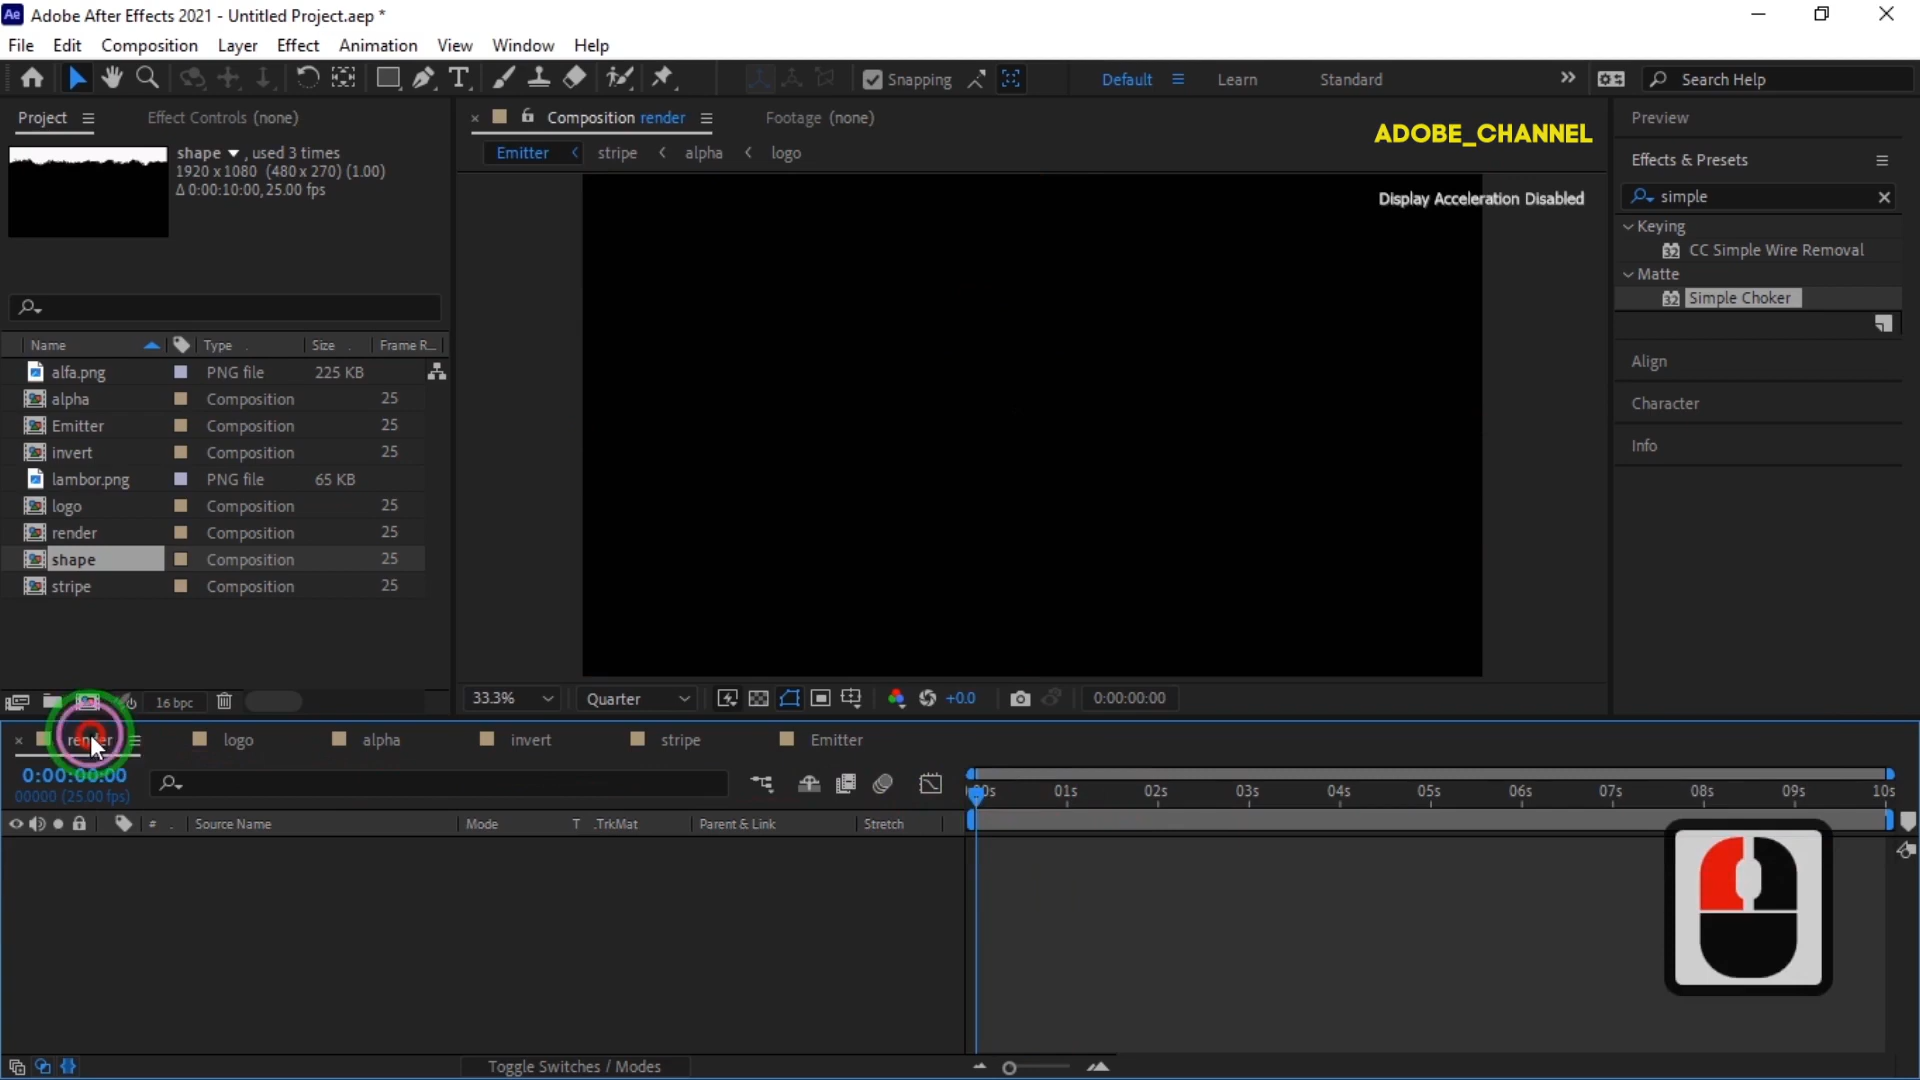 Ae Adobe After Effects 2021 - Untitled Project.aep *
File Edit Composition Layer Effect Animation View Window Help
Snapping Default Learn Standard Search Help
Project Effect Controls (none) Composition render Footage (none) Preview
ADOBE_CHANNEL
Emitter stripe alpha logo
shape , used 3 times
1920 x 1080 (480 x 270) (1.00)
Δ 0:00:10:00, 25.00 fps
Display Acceleration Disabled
Effects & Presets
simple
Keying
32 CC Simple Wire Removal
Matte
32 Simple Choker
Align
Character
Info
Name Type Size Frame R...
alfa.png PNG file 225 KB
alpha Composition 25
Emitter Composition 25
invert Composition 25
lambor.png PNG file 65 KB
logo Composition 25
render Composition 25
shape Composition 25
stripe Composition 25
16 bpc
33.3% Quarter +0.0 0:00:00:00
render logo alpha invert stripe Emitter
0:00:00:00
00000 (25.00 fps)
00s 01s 02s 03s 04s 05s 06s 07s 08s 09s 10s
# Source Name Mode T .TrkMat Parent & Link Stretch
Toggle Switches / Modes